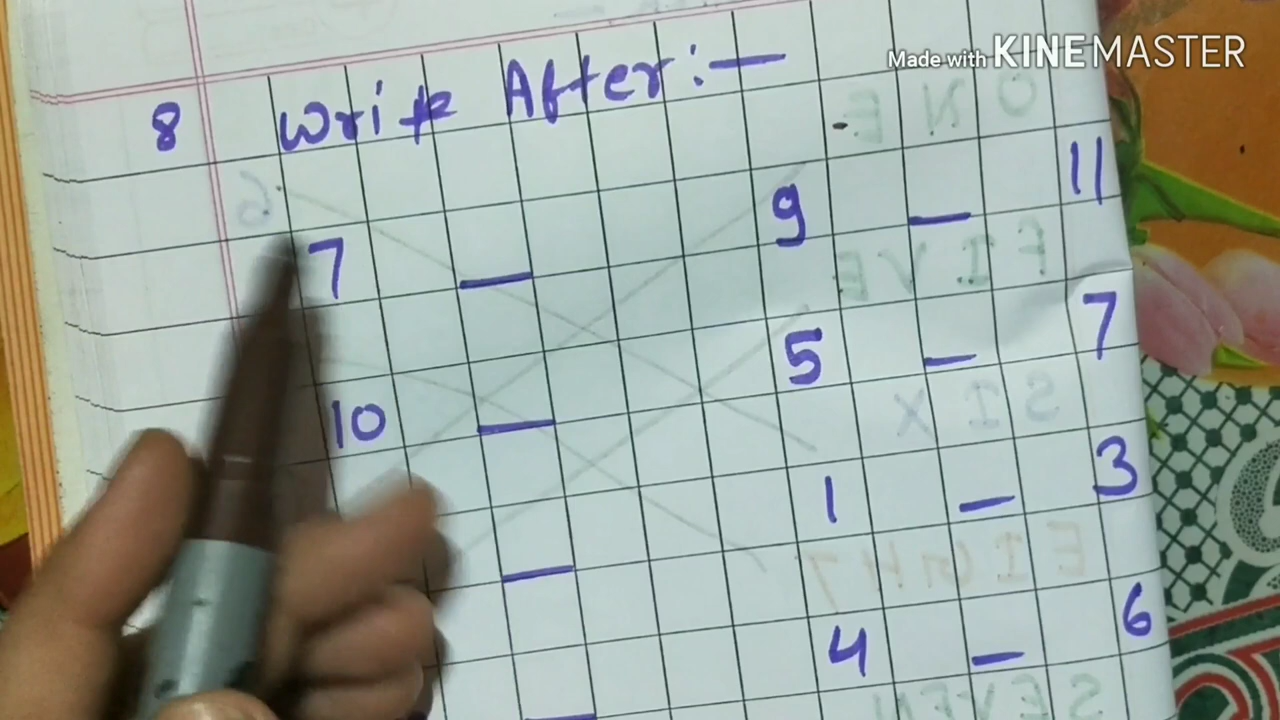 Made with KINEMASTER
8 Write After:—
7 _ 9 _ 11
10 _ 5 _ 7
_ 1 _ 3
_ 4 _ 6